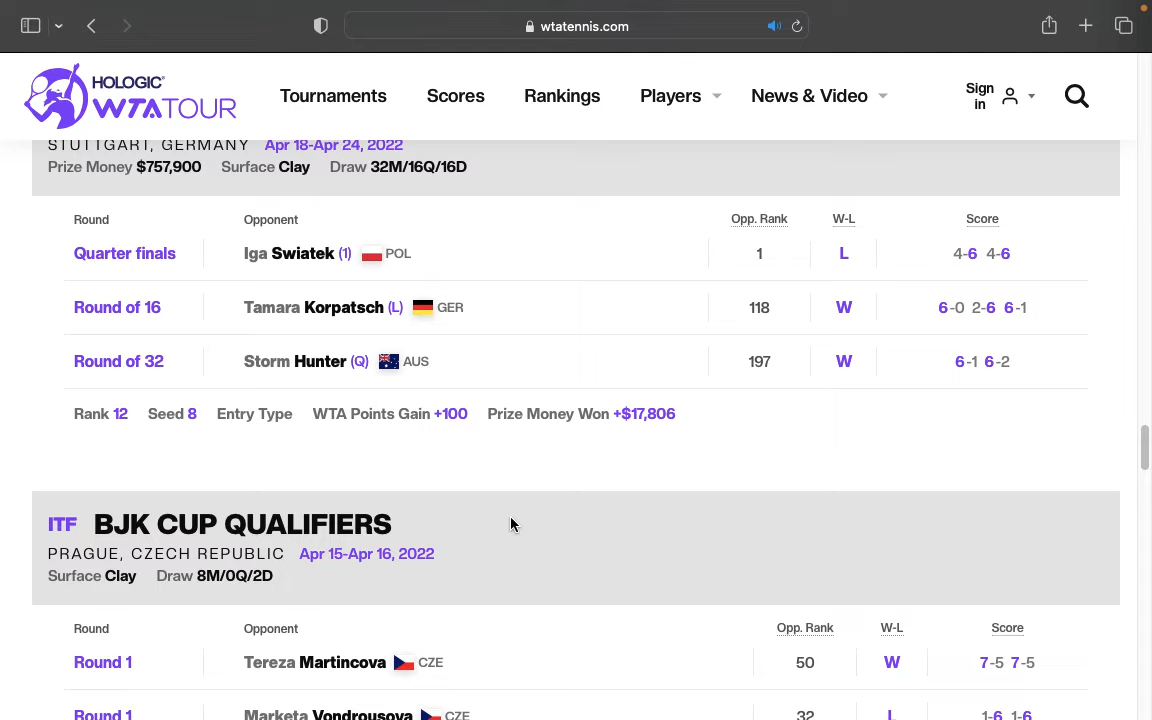 wtatennis.com
HOLOGIC® WTATOUR
Tournaments Scores Rankings Players News & Video Sign in
STUTTGART, GERMANY Apr 18-Apr 24, 2022
Prize Money $757,900 Surface Clay Draw 32M/16Q/16D
Round Opponent Opp. Rank W-L Score
Quarter finals Iga Swiatek (1) POL 1 L 4-6 4-6
Round of 16 Tamara Korpatsch (L) GER 118 W 6-0 2-6 6-1
Round of 32 Storm Hunter (Q) AUS 197 W 6-1 6-2
Rank 12 Seed 8 Entry Type WTA Points Gain +100 Prize Money Won +$17,806
ITF BJK CUP QUALIFIERS
PRAGUE, CZECH REPUBLIC Apr 15-Apr 16, 2022
Surface Clay Draw 8M/0Q/2D
Round Opponent Opp. Rank W-L Score
Round 1 Tereza Martincova CZE 50 W 7-5 7-5
Round 1 Marketa Vondrousova CZE 32 L 1-6 1-6